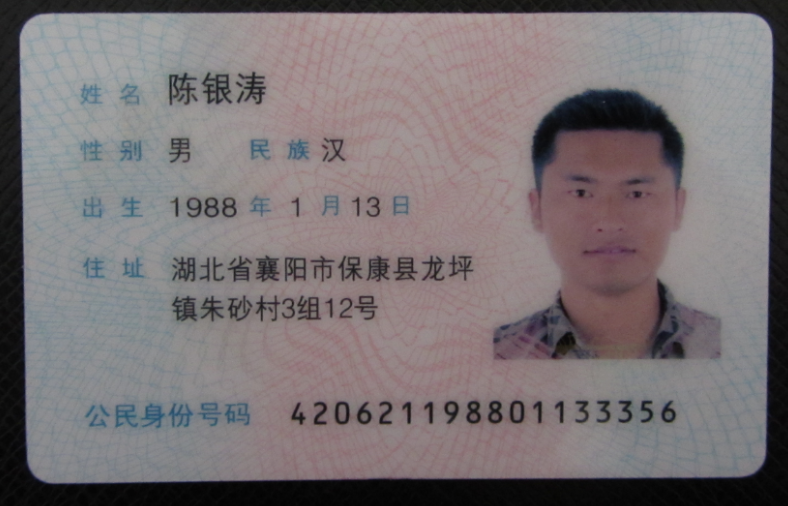 姓名 陈银涛
性别 男 民族 汉
出生 1988 年 1 月 13 日
住址 湖北省襄阳市保康县龙坪
镇朱砂村3组12号
公民身份号码 420621198801133356